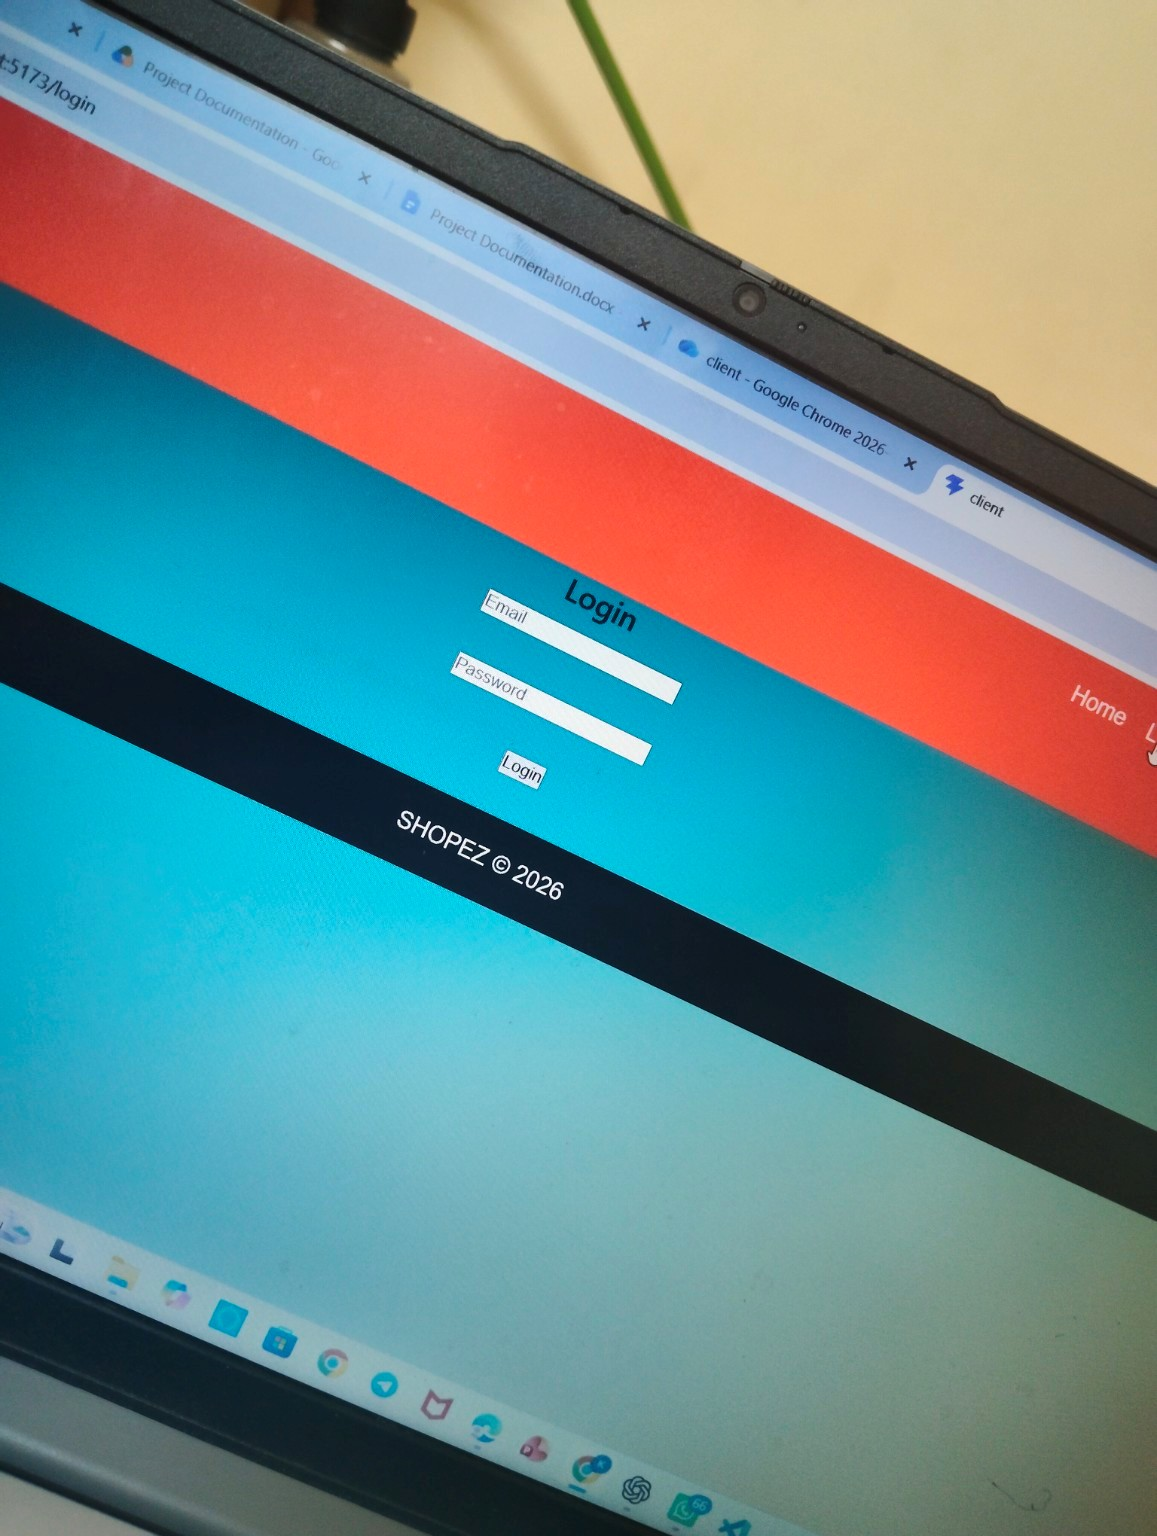 Project Documentation - Goo
Project Documentation.docx
client - Google Chrome 2026-
client
t:5173/login
Home
Login
Email
Password
Login
SHOPEZ © 2026
66